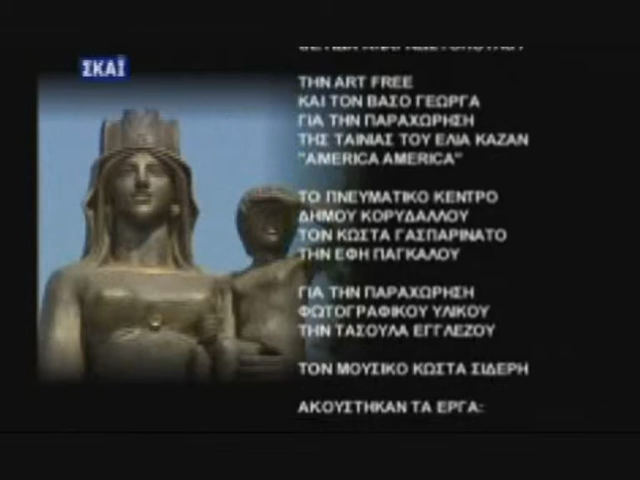 ΣΚΑΪ
ΤΗΝ ART FREE
ΚΑΙ ΤΟΝ ΒΑΣΟ ΓΕΩΡΓΑ
ΓΙΑ ΤΗΝ ΠΑΡΑΧΩΡΗΣΗ
ΤΗΣ ΤΑΙΝΙΑΣ ΤΟΥ ΕΛΙΑ ΚΑΖΑΝ
"AMERICA AMERICA"
ΤΟ ΠΝΕΥΜΑΤΙΚΟ ΚΕΝΤΡΟ
ΔΗΜΟΥ ΚΟΡΥΔΑΛΛΟΥ
ΤΟΝ ΚΩΣΤΑ ΓΑΣΠΑΡΙΝΑΤΟ
ΤΗΝ ΕΦΗ ΠΑΓΚΑΛΟΥ
ΓΙΑ ΤΗΝ ΠΑΡΑΧΩΡΗΣΗ
ΦΩΤΟΓΡΑΦΙΚΟΥ ΥΛΙΚΟΥ
ΤΗΝ ΤΑΣΟΥΛΑ ΕΓΓΛΕΖΟΥ
ΤΟΝ ΜΟΥΣΙΚΟ ΚΩΣΤΑ ΣΙΔΕΡΗ
ΑΚΟΥΣΤΗΚΑΝ ΤΑ ΕΡΓΑ: